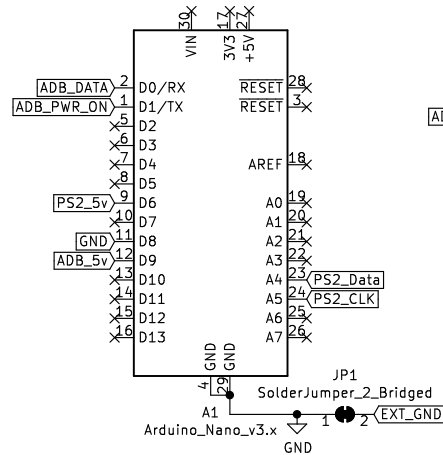 30 17 27
VIN 3V3 +5V
ADB_DATA 2 D0/RX RESET 28
ADB_PWR_ON 1 D1/TX RESET 3
5 D2
6 D3
7 D4 AREF 18
8 D5
PS2_5v 9 D6 A0 19
10 D7 A1 20
GND 11 D8 A2 21
ADB_5v 12 D9 A3 22
13 D10 A4 23 PS2_Data
14 D11 A5 24 PS2_CLK
15 D12 A6 25
16 D13 A7 26
GND GND
4 29
JP1
SolderJumper_2_Bridged
A1
Arduino_Nano_v3.x
1 2 EXT_GND
GND